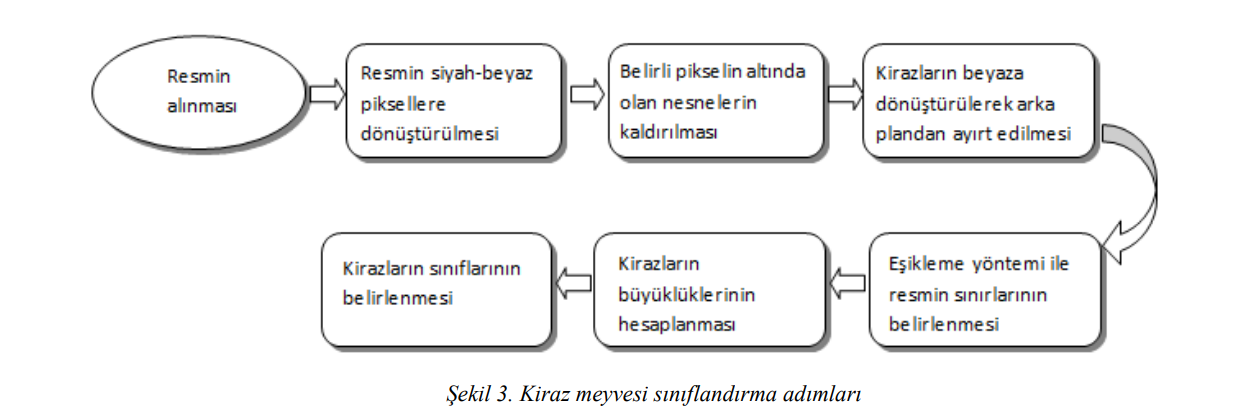 Resmin
alınması
Resmin siyah-beyaz
piksellere
dönüştürülmesi
Belirli pikselin altında
olan nesnelerin
kaldırılması
Kirazların beyaza
dönüştürülerek arka
plandan ayırt edilmesi
Eşikleme yöntemi ile
resmin sınırlarının
belirlenmesi
Kirazların
büyüklüklerinin
hesaplanması
Kirazların sınıflarının
belirlenmesi
Şekil 3. Kiraz meyvesi sınıflandırma adımları